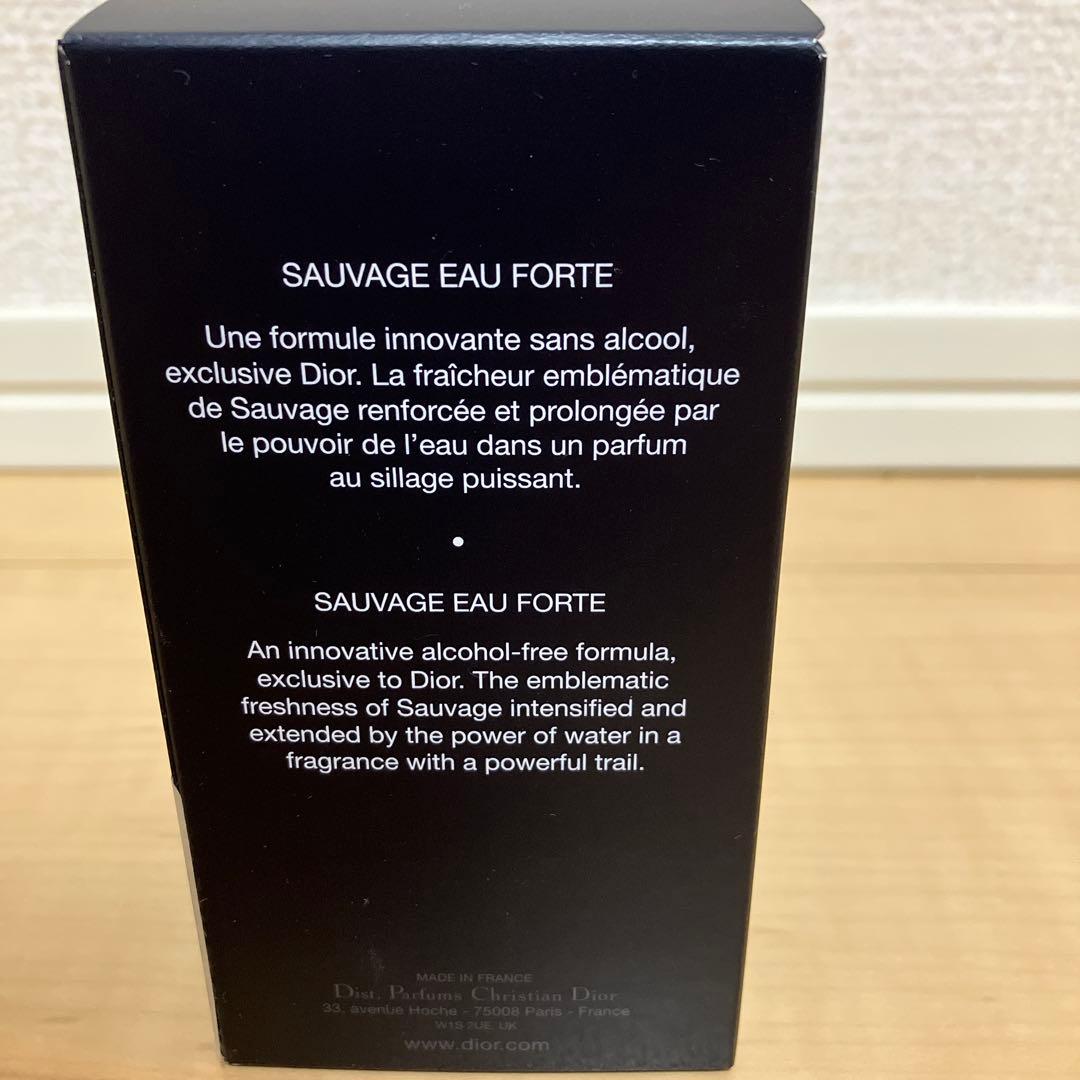 SAUVAGE EAU FORTE
Une formule innovante sans alcool,
exclusive Dior. La fraîcheur emblématique
de Sauvage renforcée et prolongée par
le pouvoir de l'eau dans un parfum
au sillage puissant.
•
SAUVAGE EAU FORTE
An innovative alcohol-free formula,
exclusive to Dior. The emblematic
freshness of Sauvage intensified and
extended by the power of water in a
fragrance with a powerful trail.
MADE IN FRANCE
Dist. Parfums Christian Dior
33, avenue Hoche - 75008 Paris - France
W1S 2UE, UK
www.dior.com